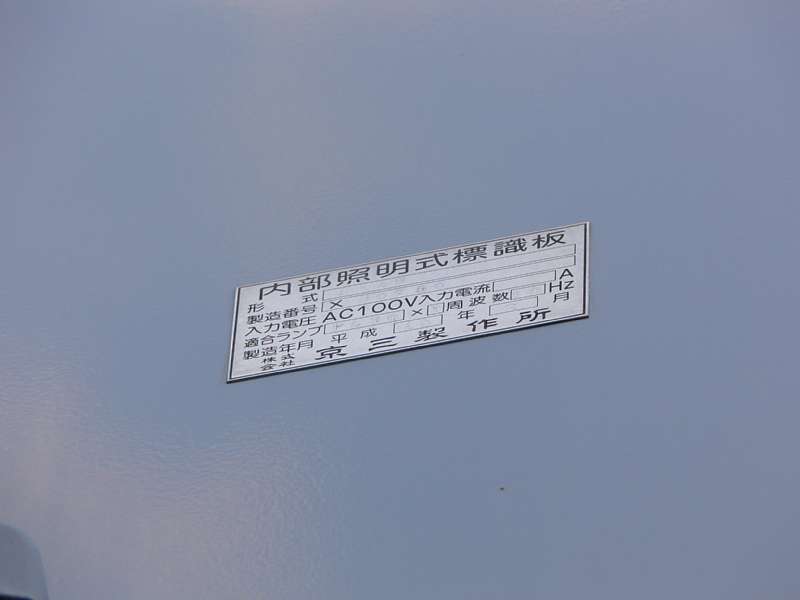 内部照明式標識板
形式
製造番号 X
入力電圧 AC100V 入力電流 A
適合ランプ × 周波数 Hz
製造年月 平成 年 月
株式会社 京三製作所